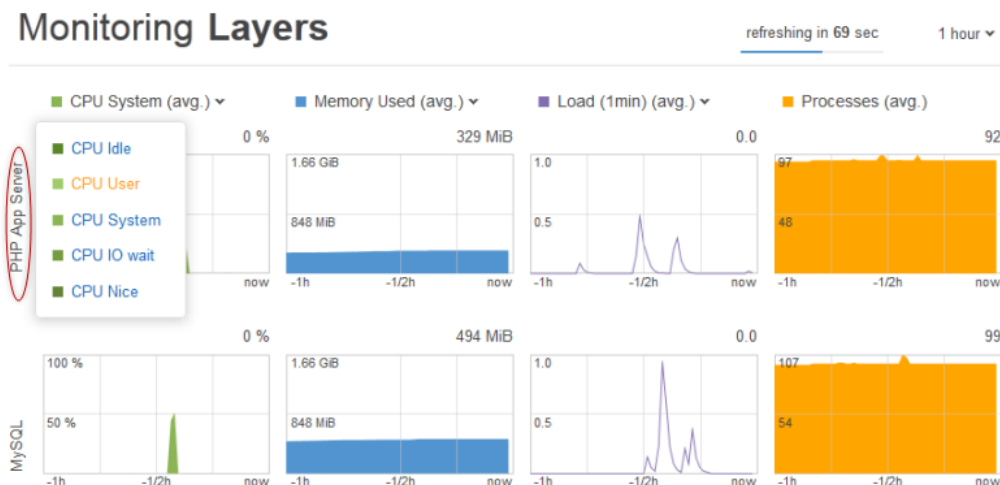 Monitoring Layers
refreshing in 69 sec
1 hour
CPU System (avg.)
Memory Used (avg.)
Load (1min) (avg.)
Processes (avg.)
PHP App Server
CPU Idle
CPU User
CPU System
CPU IO wait
CPU Nice
0 %
now
329 MiB
1.66 GiB
848 MiB
-1h -1/2h now
0.0
1.0
0.5
-1h -1/2h now
92
97
48
-1h -1/2h now
MySQL
0 %
100 %
50 %
-1h -1/2h now
494 MiB
1.66 GiB
848 MiB
-1h -1/2h now
0.0
1.0
0.5
-1h -1/2h now
99
107
54
-1h -1/2h now